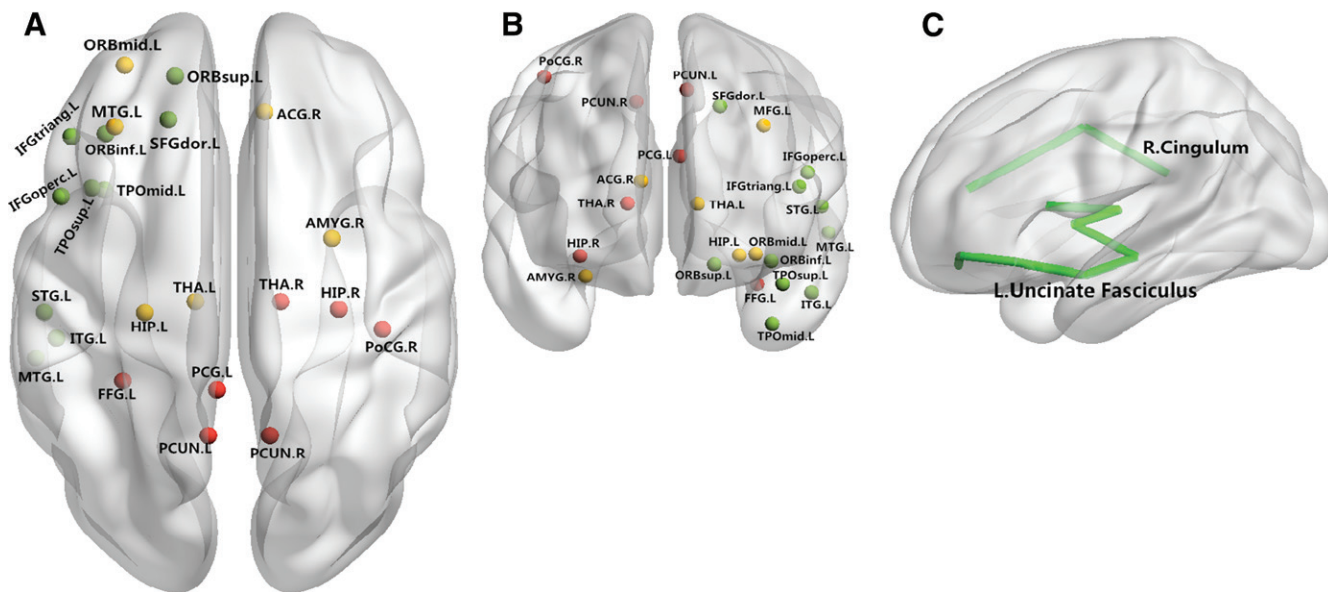 A
ORBmid.L
ORBsup.L
MTG.L
ACG.R
IFGtriang.L
ORBinf.L
SFGdor.L
IFGoperc.L
TPOmid.L
TPOsup.L
AMYG.R
STG.L
THA.L
THA.R
HIP.R
HIP.L
ITG.L
PoCG.R
MTG.L
FFG.L
PCG.L
PCUN.L
PCUN.R
B
PoCG.R
PCUN.L
PCUN.R
SFGdor.L
MFG.L
PCG.L
IFGoperc.L
ACG.R
IFGtriang.L
THA.R
THA.L
STG.L
MTG.L
HIP.R
HIP.L
ORBmid.L
ORBinf.L
ORBsup.L
TPOsup.L
AMYG.R
FFG.L
ITG.L
TPOmid.L
C
R.Cingulum
L.Uncinate Fasciculus